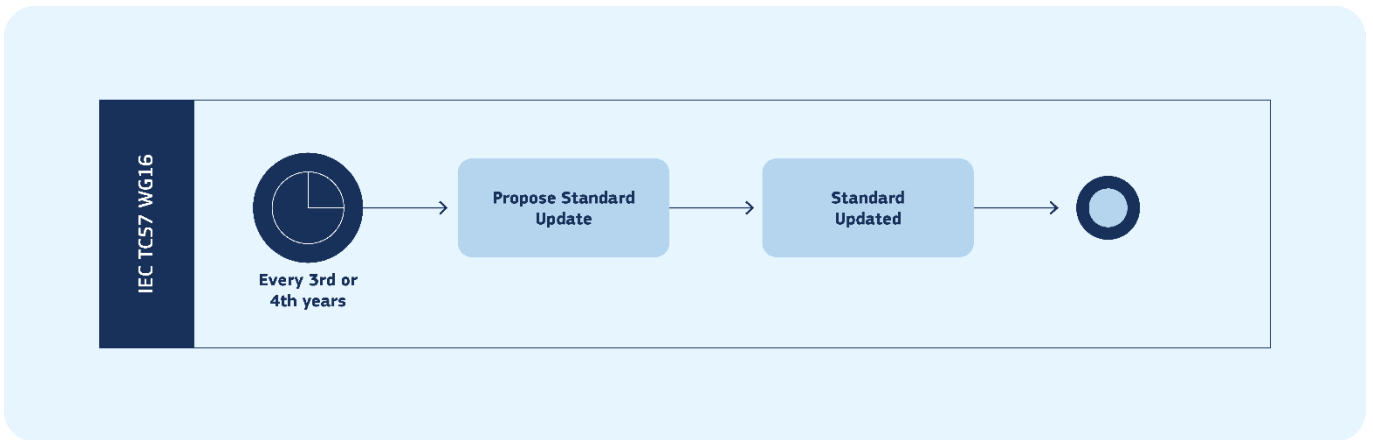 IEC TC57 WG16
Every 3rd or
4th years
Propose Standard
Update
Standard
Updated